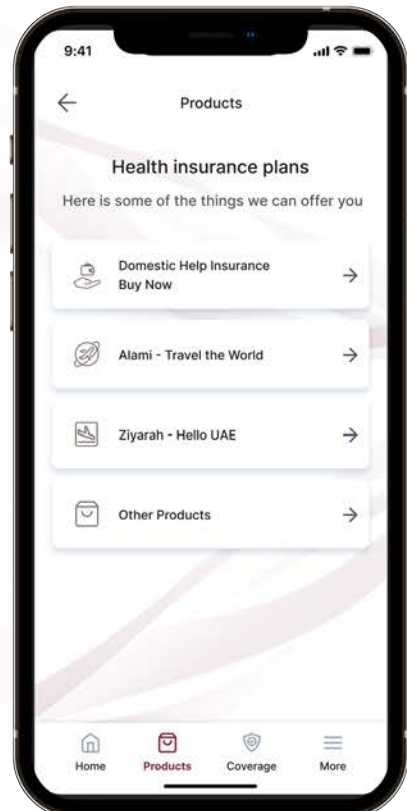 9:41
Products
Health insurance plans
Here is some of the things we can offer you
Domestic Help Insurance
Buy Now
Alami - Travel the World
Ziyarah - Hello UAE
Other Products
Home
Products
Coverage
More